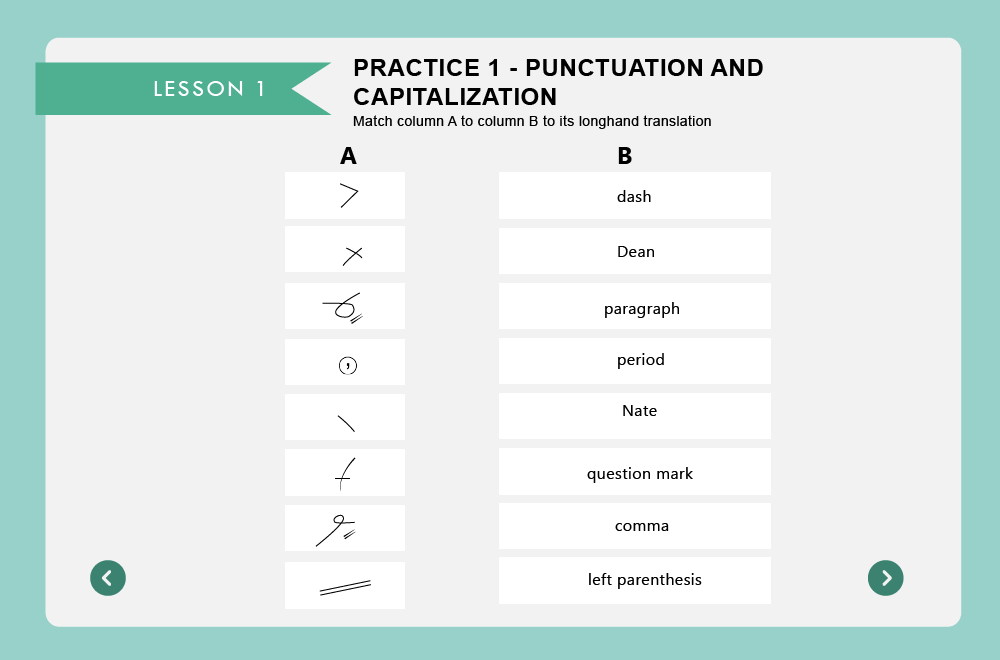 LESSON 1
PRACTICE 1 - PUNCTUATION AND
CAPITALIZATION
Match column A to column B to its longhand translation
A
B
dash
Dean
paragraph
period
Nate
question mark
comma
left parenthesis